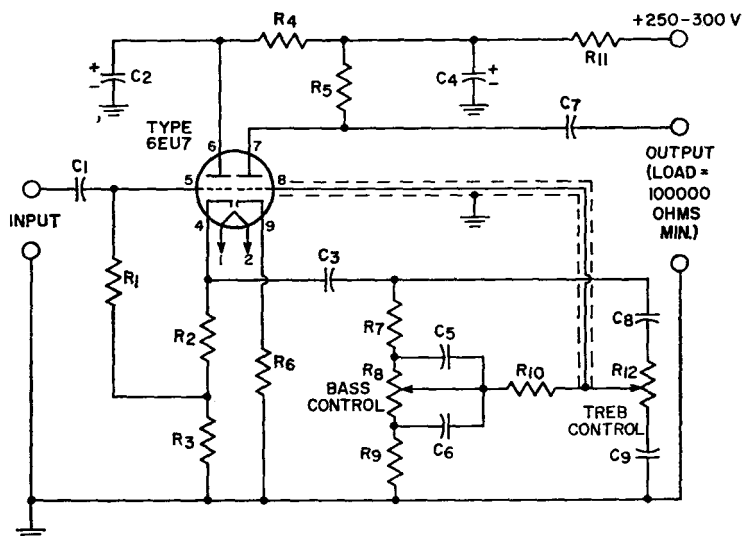 R4
+250-300 V
R11
+
-
C2
R5
C4
+
-
C7
TYPE
6EU7
6
7
OUTPUT
(LOAD =
100000
OHMS
MIN.)
C1
5
8
INPUT
4
9
1
2
C3
R1
R2
R6
R7
C5
C8
R8
BASS
CONTROL
R10
R12
TREB
CONTROL
R3
C6
R9
C9